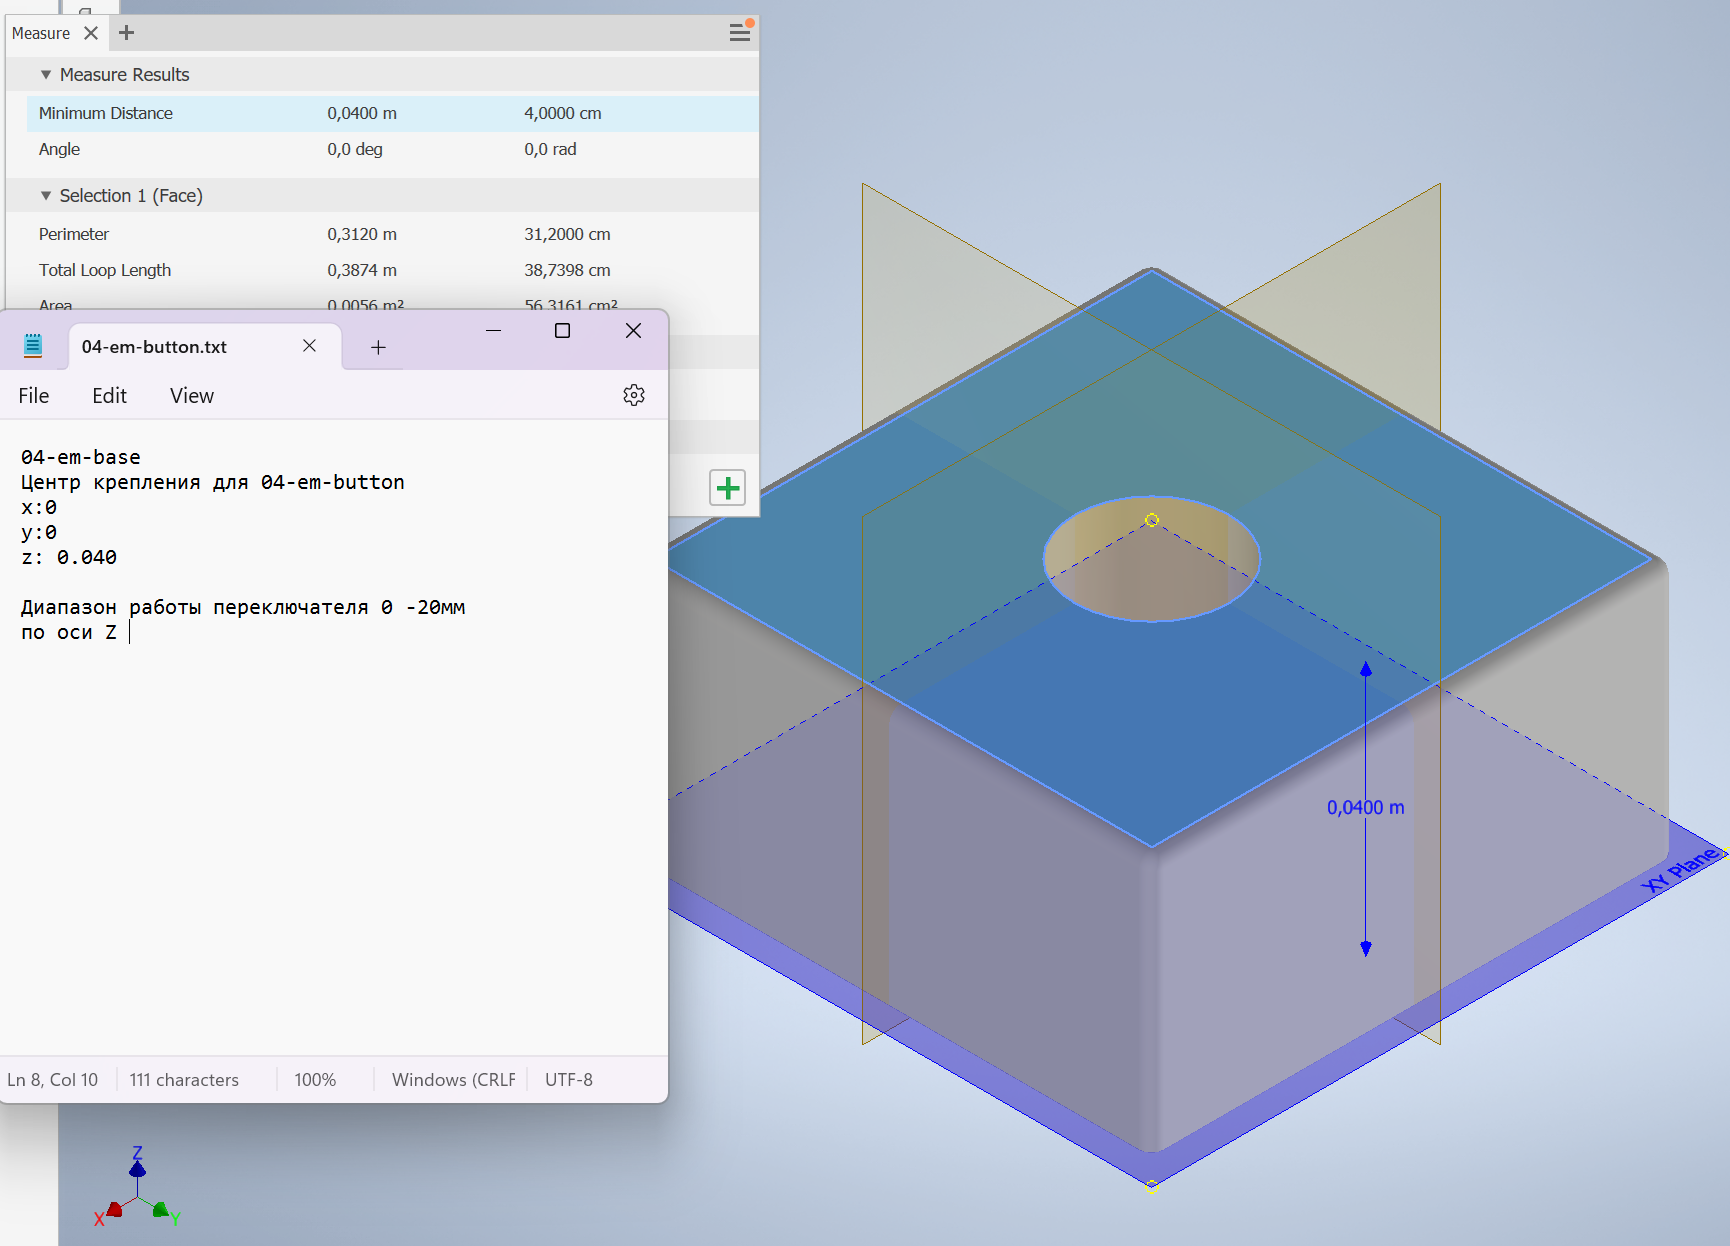 Measure
Measure Results
Minimum Distance 0,0400 m 4,0000 cm
Angle 0,0 deg 0,0 rad
Selection 1 (Face)
Perimeter 0,3120 m 31,2000 cm
Total Loop Length 0,3874 m 38,7398 cm
Area 0,0056 m² 56,3161 cm²
04-em-button.txt
File Edit View
04-em-base
Центр крепления для 04-em-button
x:0
y:0
z: 0.040
Диапазон работы переключателя 0 -20мм
по оси Z
Ln 8, Col 10 111 characters 100% Windows (CRLF UTF-8
0,0400 m
XY Plane
Z
X
Y